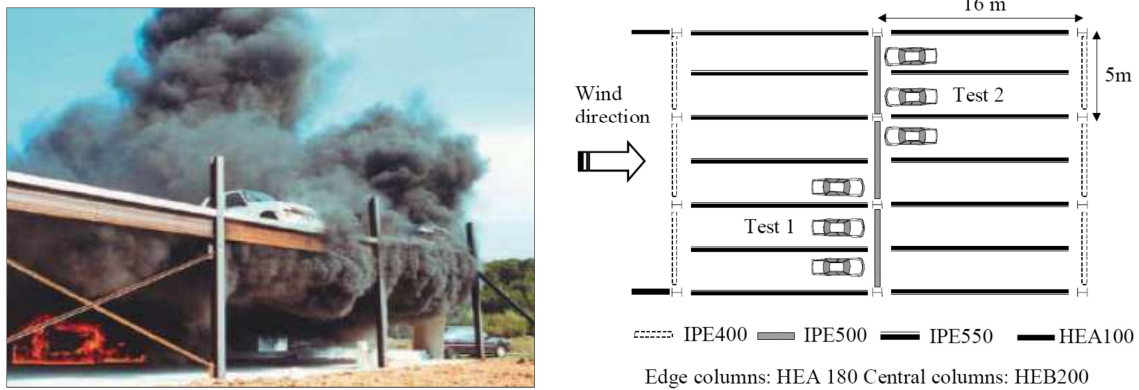 16 m
5m
Test 2
Wind
direction
Test 1
IPE400 IPE500 IPE550 HEA100
Edge columns: HEA 180 Central columns: HEB200